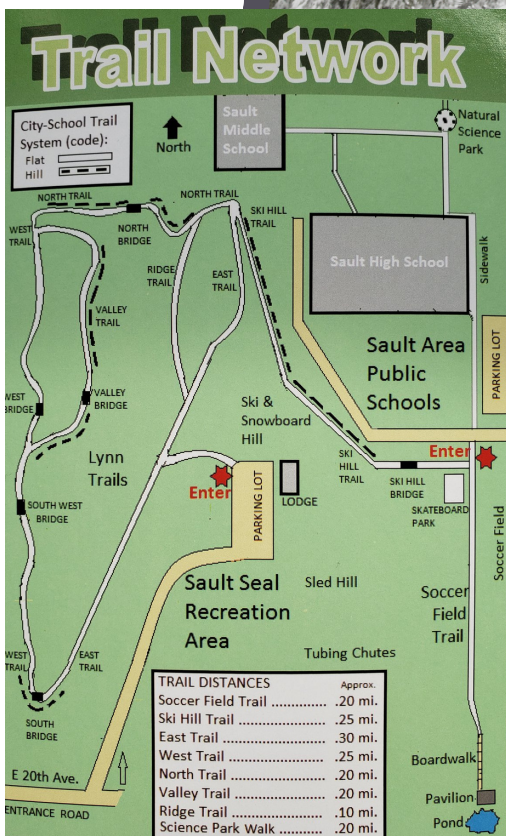 Trail Network
City-School Trail
System (code):
Flat
Hill
North
Sault
Middle
School
Natural
Science
Park
NORTH TRAIL
NORTH TRAIL
WEST
TRAIL
NORTH
BRIDGE
SKI HILL
TRAIL
RIDGE
TRAIL
EAST
TRAIL
Sault High School
Sidewalk
VALLEY
TRAIL
PARKING LOT
Sault Area
Public
Schools
WEST
BRIDGE
VALLEY
BRIDGE
Ski &
Snowboard
Hill
Lynn
Trails
Enter
SKI
HILL
TRAIL
Enter
SKI HILL
BRIDGE
PARKING LOT
LODGE
SKATEBOARD
PARK
SOUTH WEST
BRIDGE
Soccer Field
Sault Seal
Recreation
Area
Sled Hill
Soccer
Field
Trail
Tubing Chutes
WEST
TRAIL
EAST
TRAIL
SOUTH
BRIDGE
TRAIL DISTANCES Approx.
Soccer Field Trail .............. .20 mi.
Ski Hill Trail ...................... .25 mi.
East Trail .......................... .30 mi.
West Trail ......................... .25 mi.
North Trail ........................ .20 mi.
Valley Trail ........................ .20 mi.
Ridge Trail ........................ .10 mi.
Science Park Walk ............ .20 mi.
Boardwalk
Pavilion
Pond
E 20th Ave.
ENTRANCE ROAD